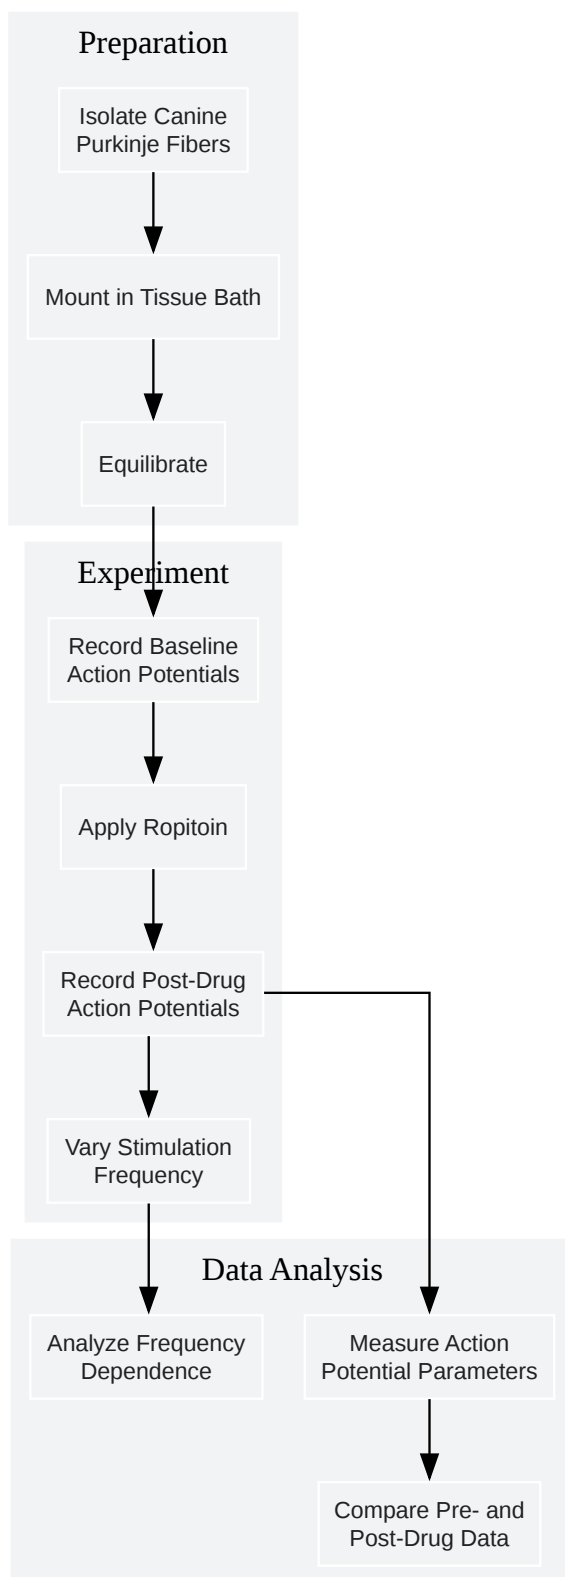 Preparation
Isolate Canine
Purkinje Fibers
Mount in Tissue Bath
Equilibrate
Experiment
Record Baseline
Action Potentials
Apply Ropitoin
Record Post-Drug
Action Potentials
Vary Stimulation
Frequency
Data Analysis
Analyze Frequency
Dependence
Measure Action
Potential Parameters
Compare Pre- and
Post-Drug Data